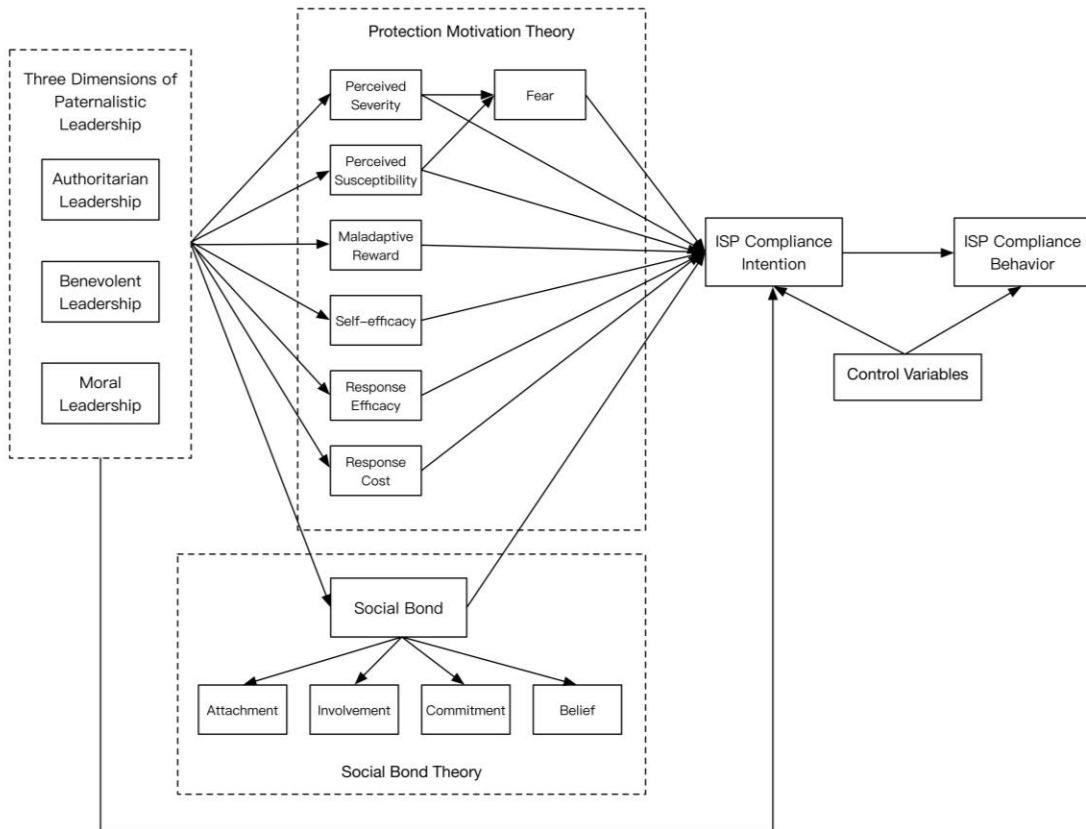 Three Dimensions of
Paternalistic
Leadership
Authoritarian
Leadership
Benevolent
Leadership
Moral
Leadership
Protection Motivation Theory
Perceived
Severity
Fear
Perceived
Susceptibility
Maladaptive
Reward
Self-efficacy
Response
Efficacy
Response
Cost
ISP Compliance
Intention
ISP Compliance
Behavior
Control Variables
Social Bond
Attachment
Involvement
Commitment
Belief
Social Bond Theory